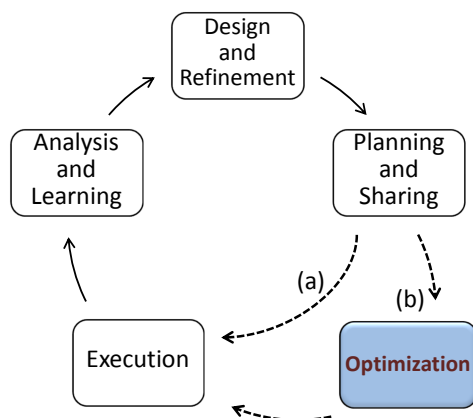 Design
and
Refinement
Analysis
and
Learning
Planning
and
Sharing
(a)
(b)
Execution
Optimization